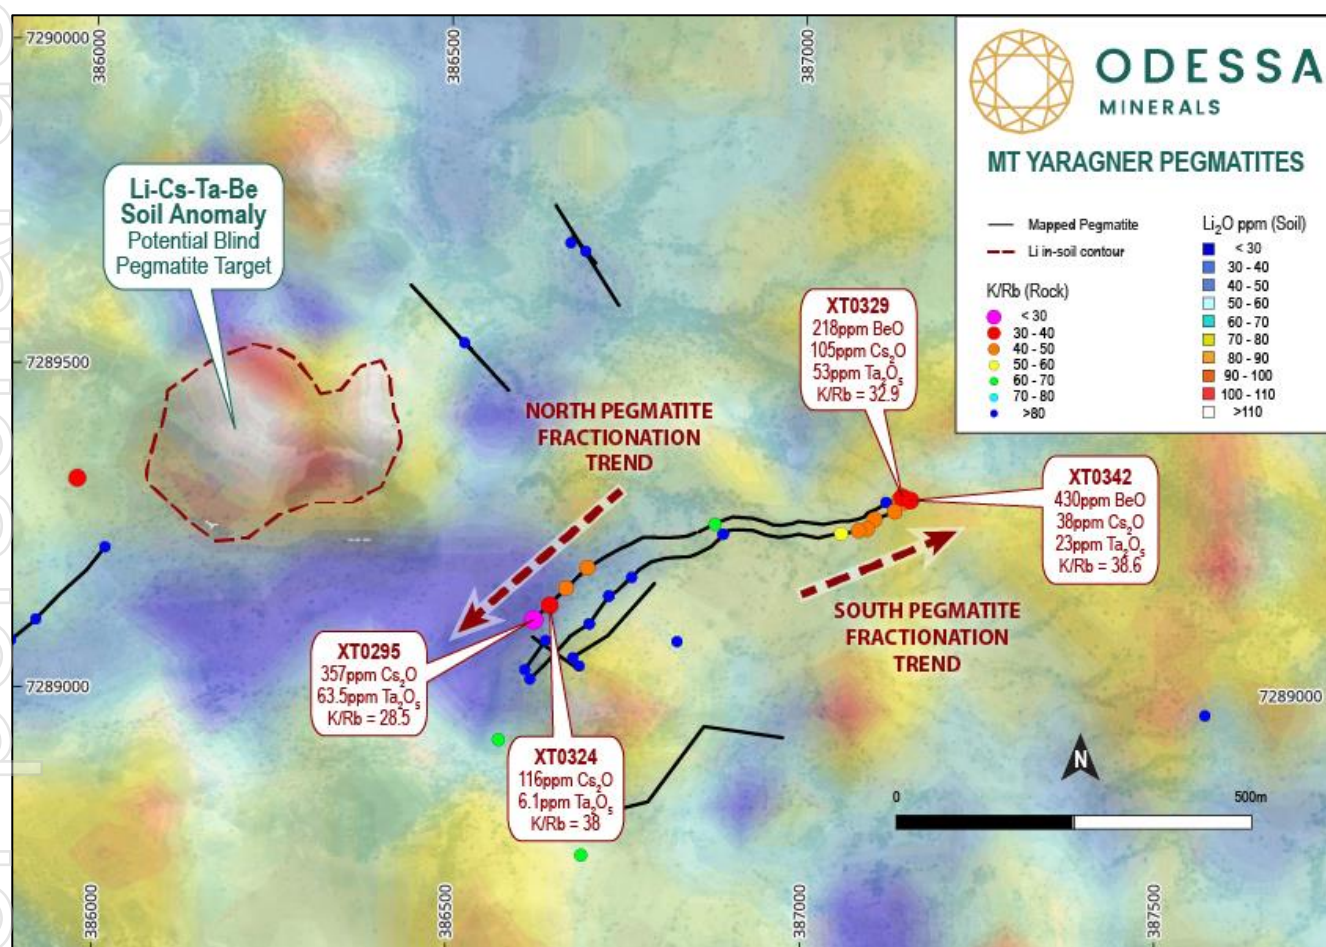 7290000
386000
386500
387000
ODESSA
MINERALS
MT YARAGNER PEGMATITES
Mapped Pegmatite
Li in-soil contour
K/Rb (Rock)
< 30
30 - 40
40 - 50
50 - 60
60 - 70
70 - 80
>80
Li₂O ppm (Soil)
< 30
30 - 40
40 - 50
50 - 60
60 - 70
70 - 80
80 - 90
90 - 100
100 - 110
>110
Li-Cs-Ta-Be
Soil Anomaly
Potential Blind
Pegmatite Target
7289500
XT0329
218ppm BeO
105ppm Cs₂O
53ppm Ta₂O₅
K/Rb = 32.9
NORTH PEGMATITE
FRACTIONATION
TREND
XT0342
430ppm BeO
38ppm Cs₂O
23ppm Ta₂O₅
K/Rb = 38.6
SOUTH PEGMATITE
FRACTIONATION
TREND
XT0295
357ppm Cs₂O
63.5ppm Ta₂O₅
K/Rb = 28.5
7289000
7289000
XT0324
116ppm Cs₂O
6.1ppm Ta₂O₅
K/Rb = 38
N
0
500m
386000
386500
387000
387500